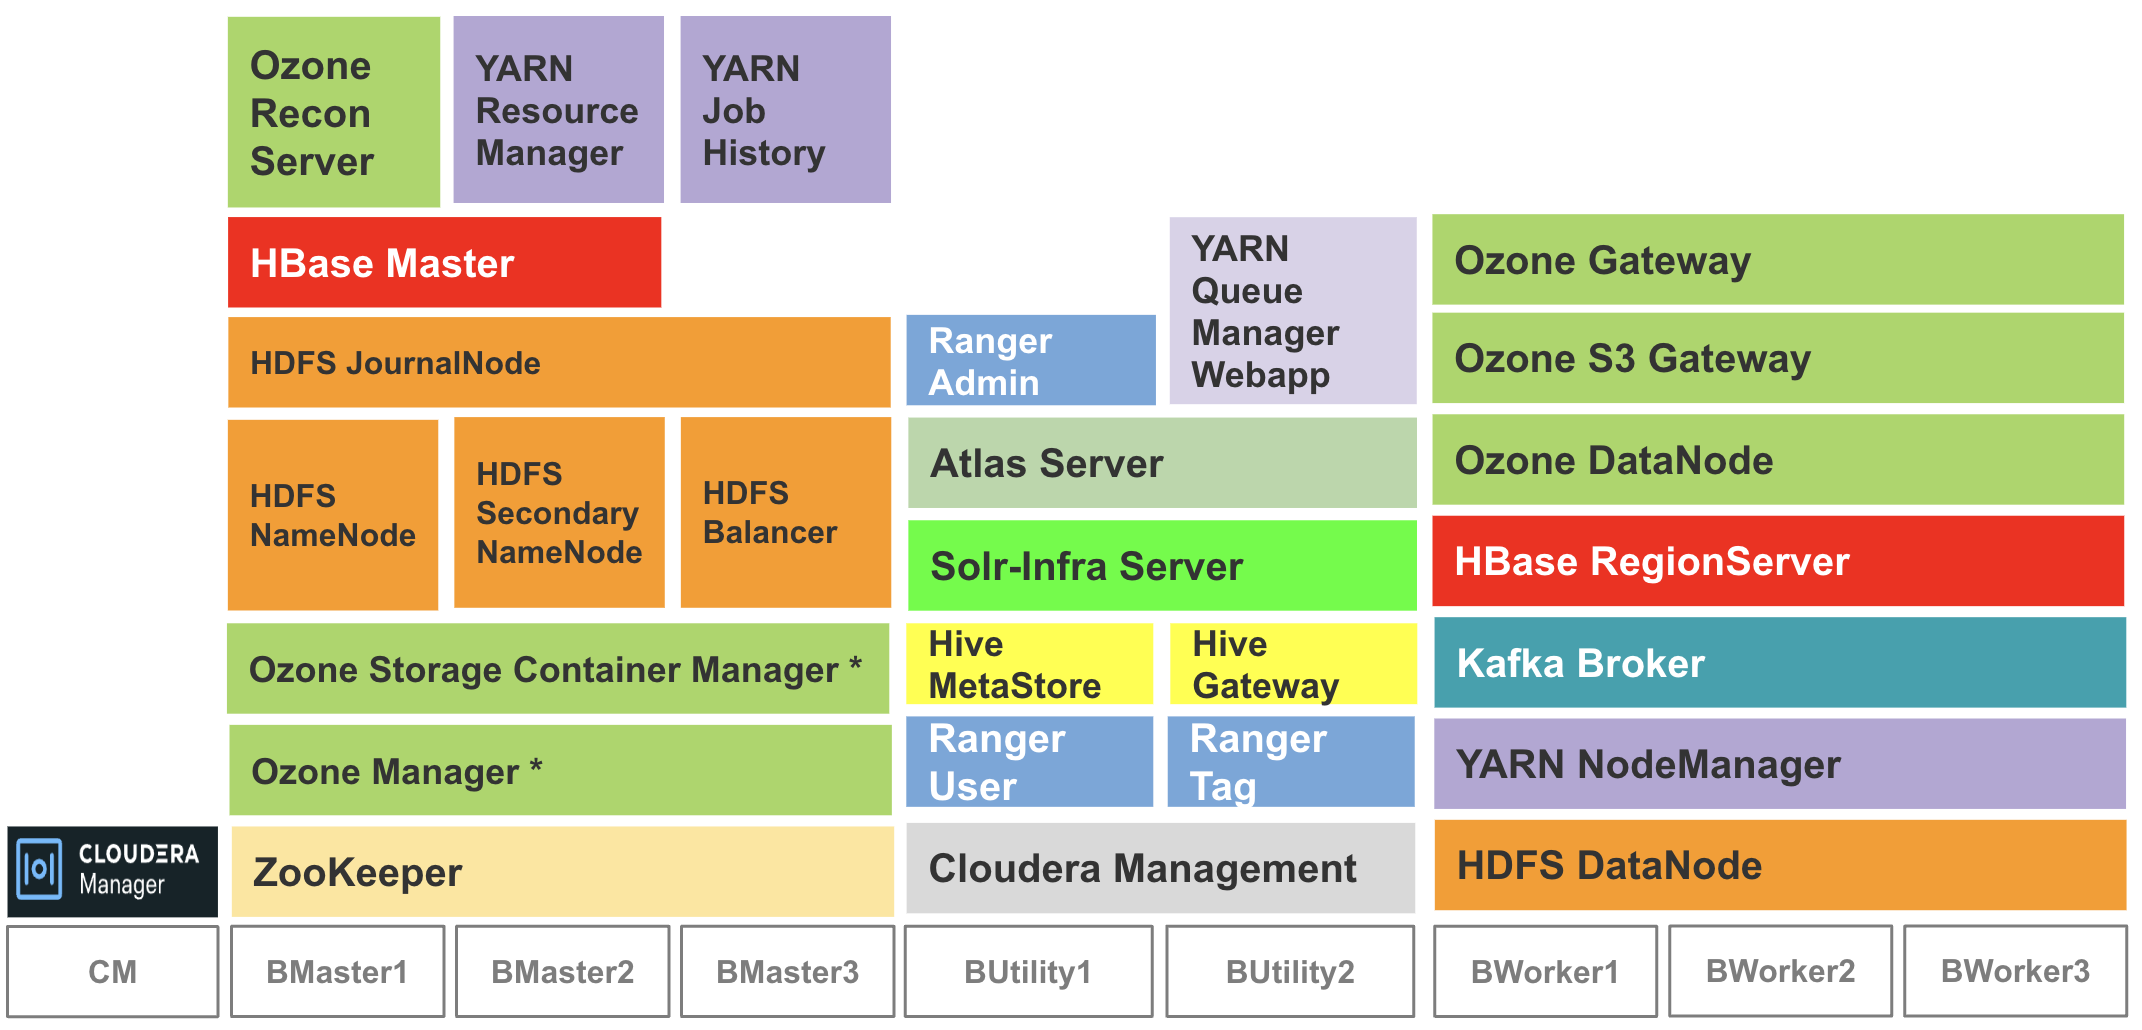 Ozone
Recon
Server
YARN
Resource
Manager
YARN
Job
History
HBase Master
YARN
Queue
Manager
Webapp
Ozone Gateway
HDFS JournalNode
Ranger
Admin
Ozone S3 Gateway
HDFS
NameNode
HDFS
Secondary
NameNode
HDFS
Balancer
Atlas Server
Ozone DataNode
Solr-Infra Server
HBase RegionServer
Ozone Storage Container Manager *
Hive
MetaStore
Hive
Gateway
Kafka Broker
Ozone Manager *
Ranger
User
Ranger
Tag
YARN NodeManager
CLOUDERA
Manager
ZooKeeper
Cloudera Management
HDFS DataNode
CM
BMaster1
BMaster2
BMaster3
BUtility1
BUtility2
BWorker1
BWorker2
BWorker3